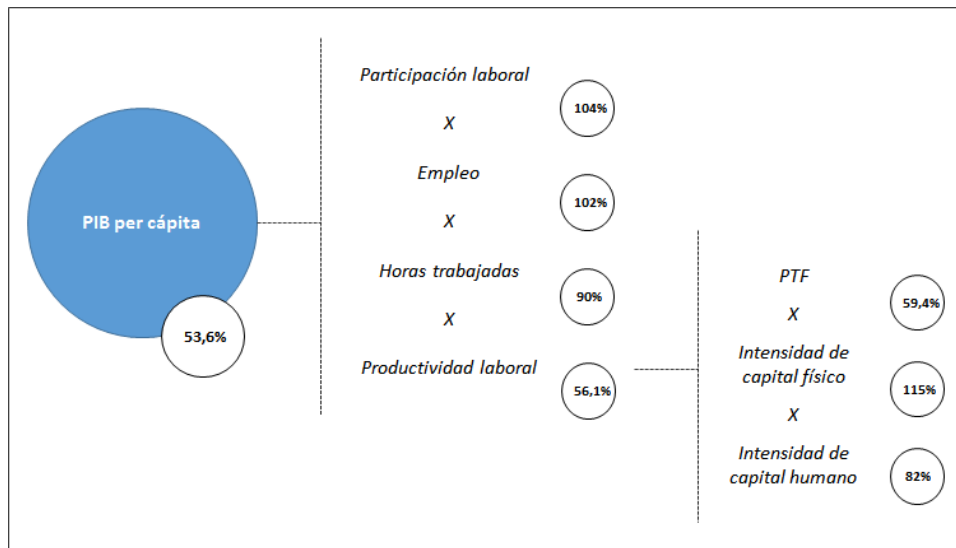 PIB per cápita
53,6%
Participación laboral
104%
X
Empleo
102%
X
Horas trabajadas
90%
X
Productividad laboral
56,1%
PTF
59,4%
X
Intensidad de
capital físico
115%
X
Intensidad de
capital humano
82%